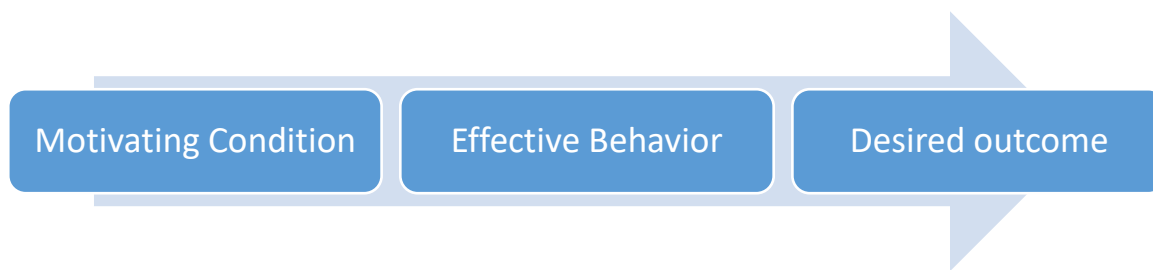 Motivating Condition
Effective Behavior
Desired outcome